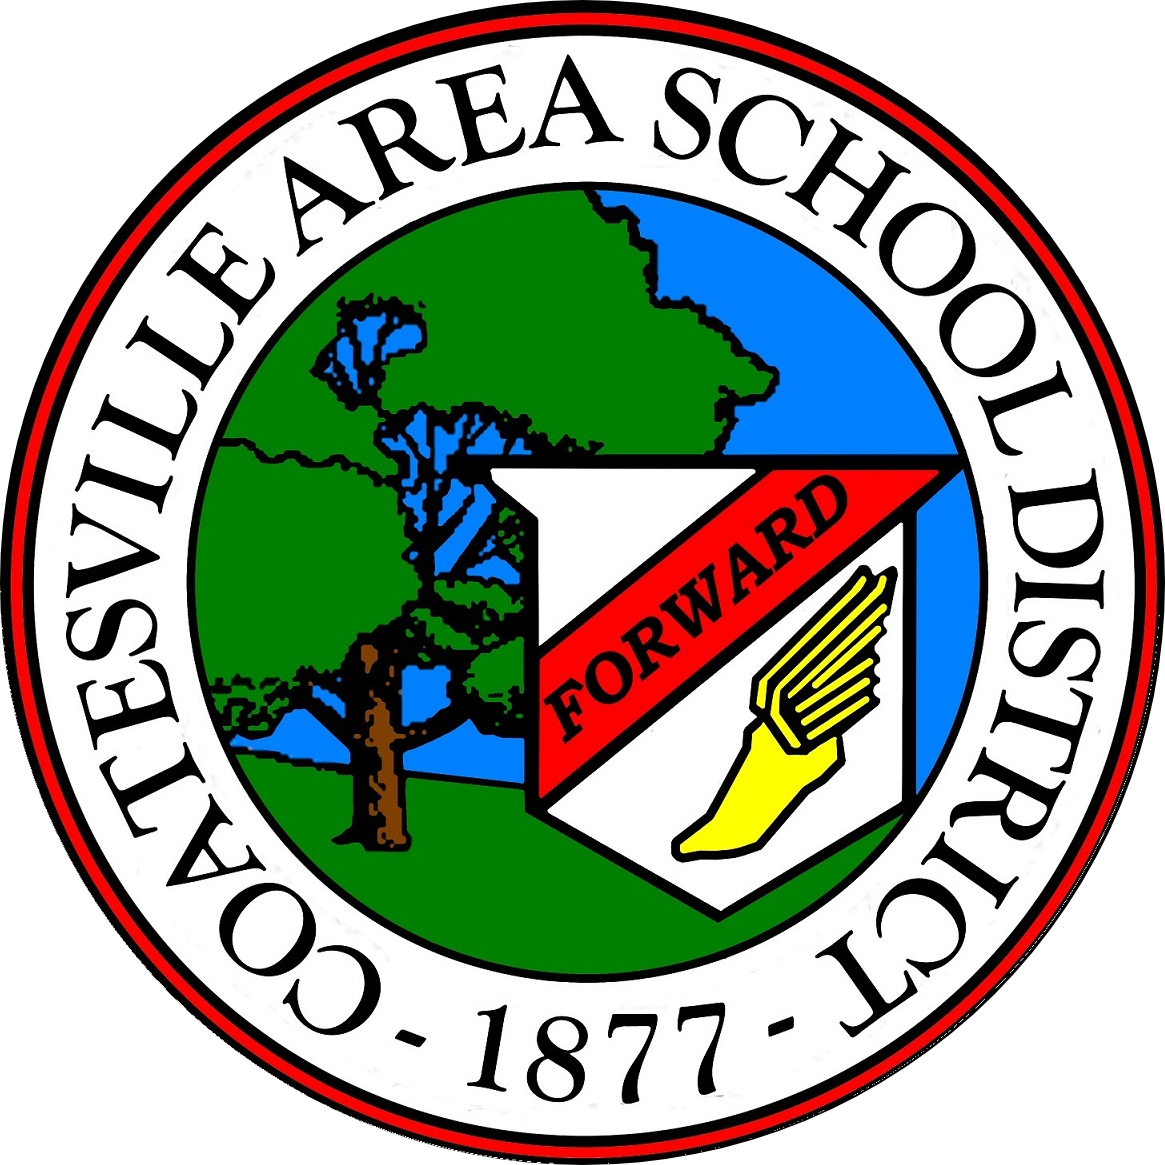 COATESVILLE AREA SCHOOL DISTRICT
- 1877 -
FORWARD